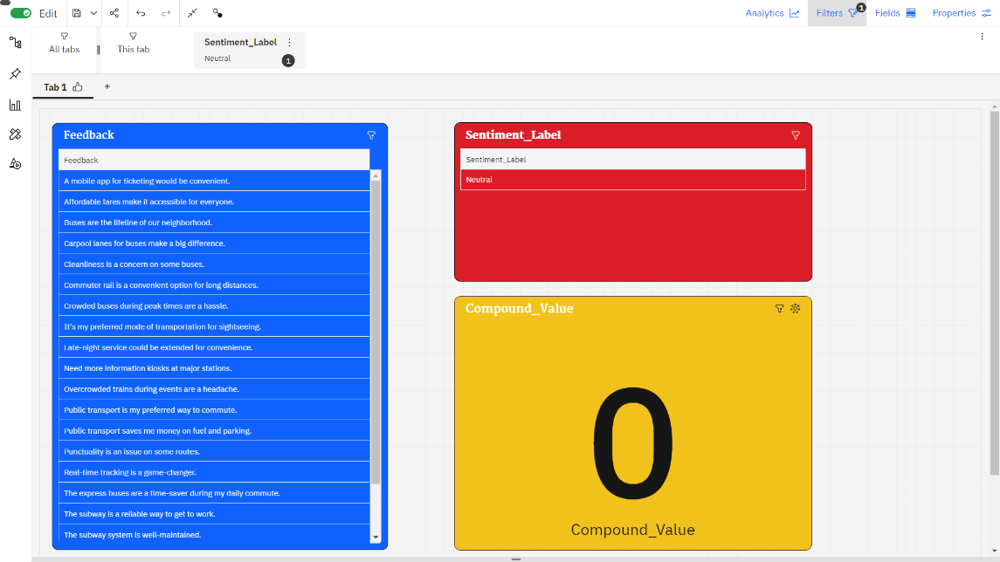 Edit
Analytics
Filters
1
Fields
Properties
All tabs
This tab
Sentiment_Label
Neutral
1
Tab 1
+
Feedback
Feedback
A mobile app for ticketing would be convenient.
Affordable fares make it accessible for everyone.
Buses are the lifeline of our neighborhood.
Carpool lanes for buses make a big difference.
Cleanliness is a concern on some buses.
Commuter rail is a convenient option for long distances.
Crowded buses during peak times are a hassle.
It's my preferred mode of transportation for sightseeing.
Late-night service could be extended for convenience.
Need more information kiosks at major stations.
Overcrowded trains during events are a headache.
Public transport is my preferred way to commute.
Public transport saves me money on fuel and parking.
Punctuality is an issue on some routes.
Real-time tracking is a game-changer.
The express buses are a time-saver during my daily commute.
The subway is a reliable way to get to work.
The subway system is well-maintained.
Sentiment_Label
Sentiment_Label
Neutral
Compound_Value
0
Compound_Value